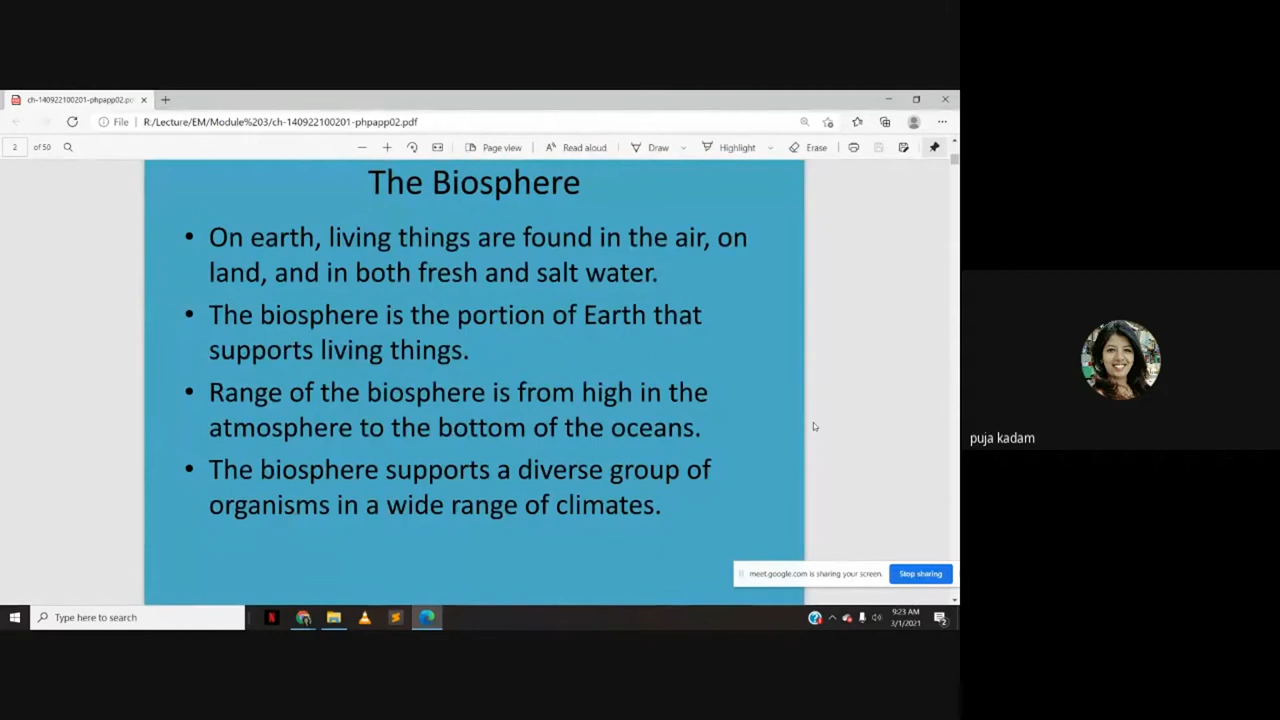 ch-140922100201-phpapp02.pd
File
R:/Lecture/EM/Module%203/ch-140922100201-phpapp02.pdf
2 of 50
Page view
Read aloud
Draw
Highlight
Erase
The Biosphere
• On earth, living things are found in the air, on
land, and in both fresh and salt water.
• The biosphere is the portion of Earth that
supports living things.
• Range of the biosphere is from high in the
atmosphere to the bottom of the oceans.
• The biosphere supports a diverse group of
organisms in a wide range of climates.
puja kadam
meet.google.com is sharing your screen.
Stop sharing
Type here to search
9:23 AM
3/1/2021